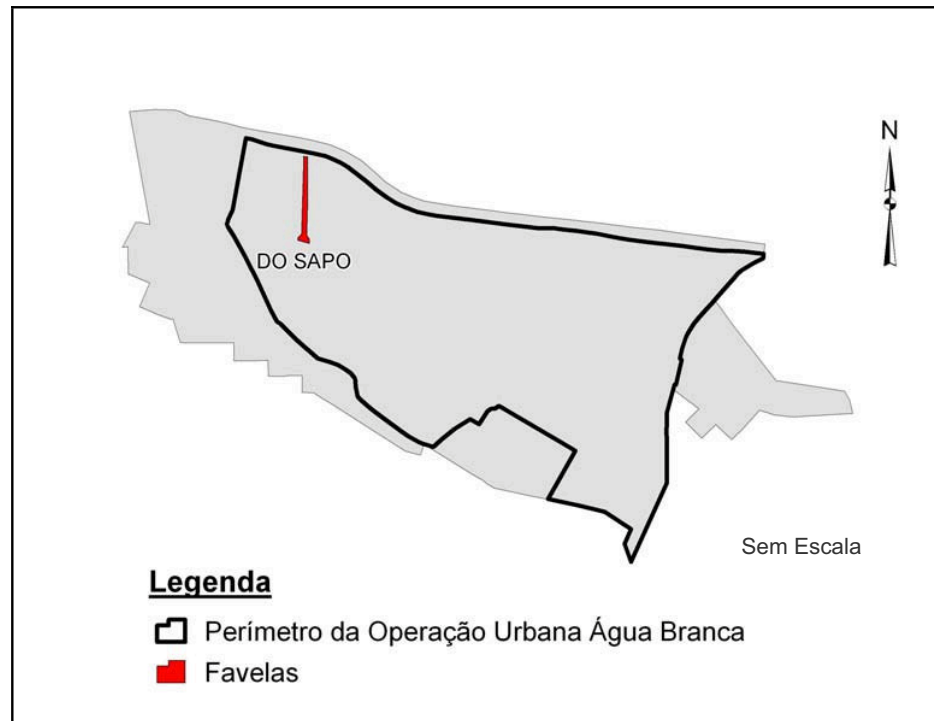 N
DO SAPO
Sem Escala
Legenda
Perímetro da Operação Urbana Água Branca
Favelas